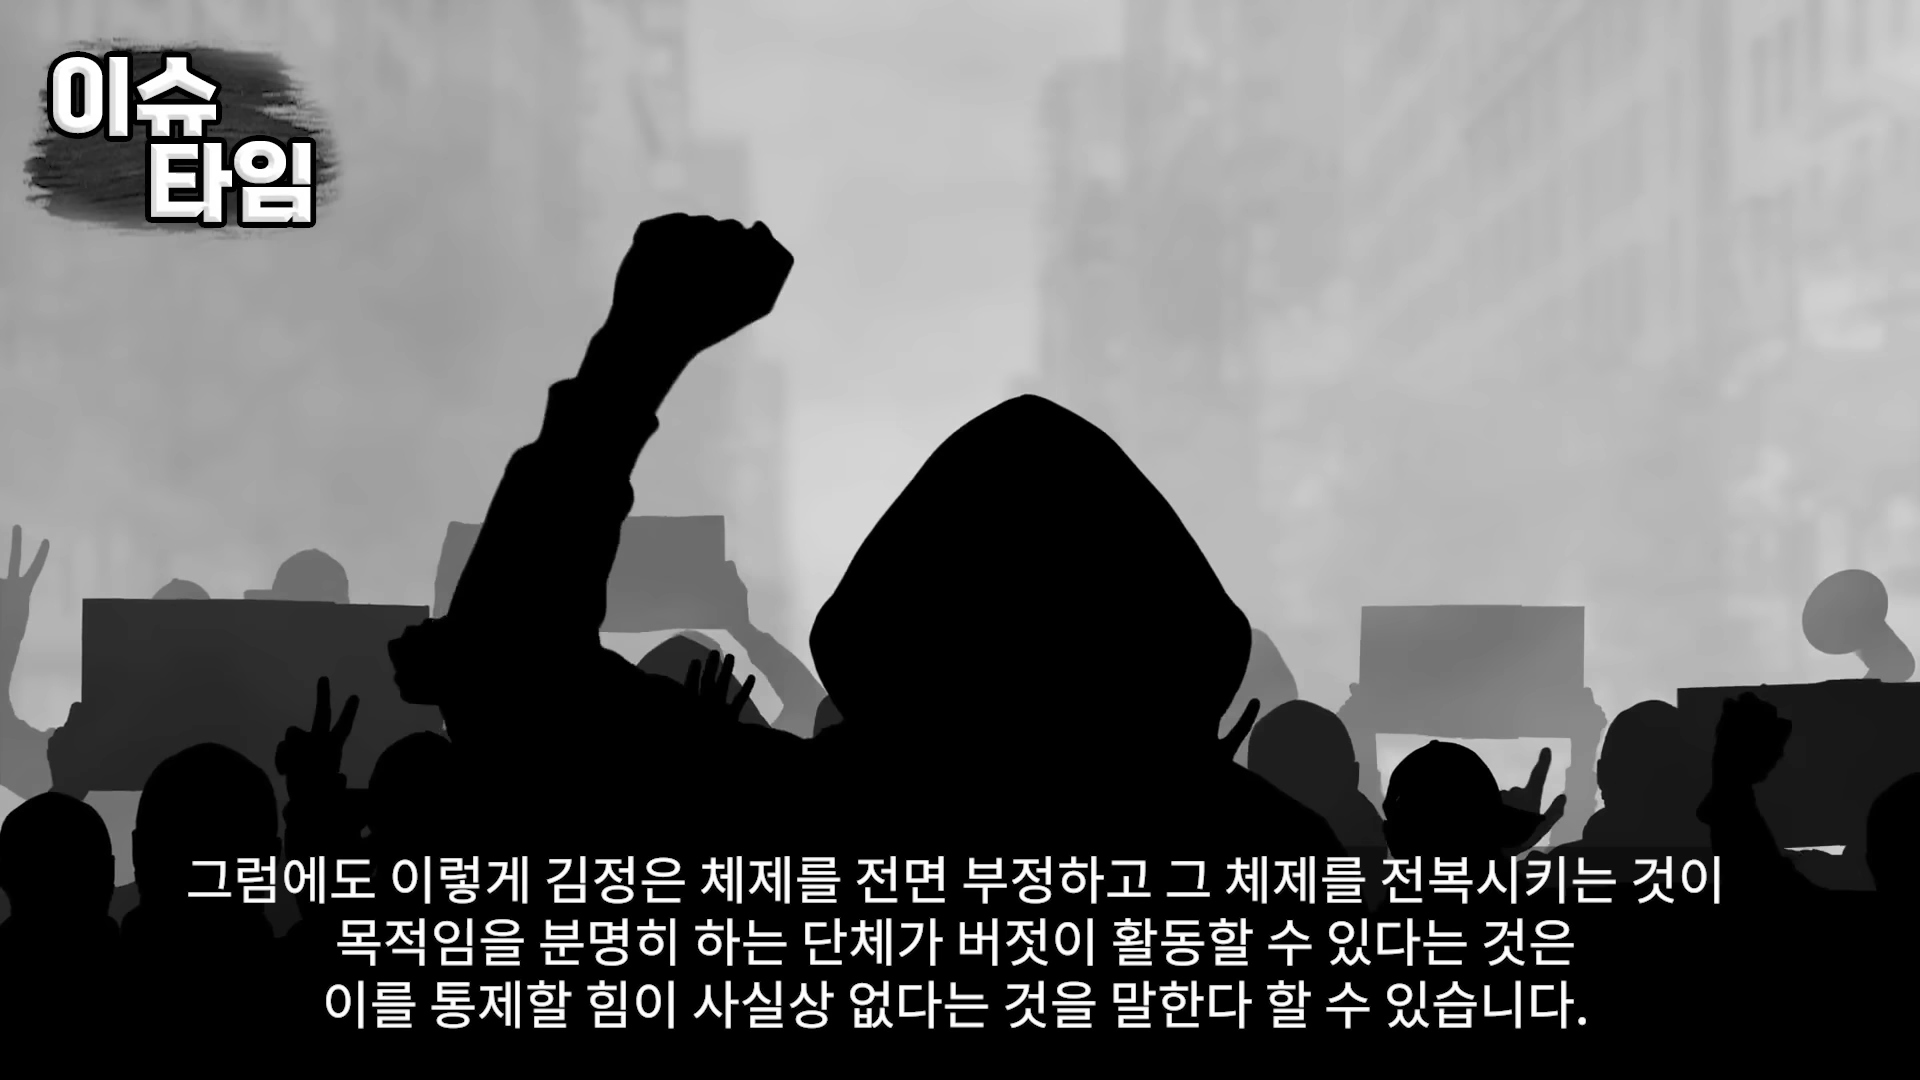 이슈
타임
그럼에도 이렇게 김정은 체제를 전면 부정하고 그 체제를 전복시키는 것이
목적임을 분명히 하는 단체가 버젓이 활동할 수 있다는 것은
이를 통제할 힘이 사실상 없다는 것을 말한다 할 수 있습니다.